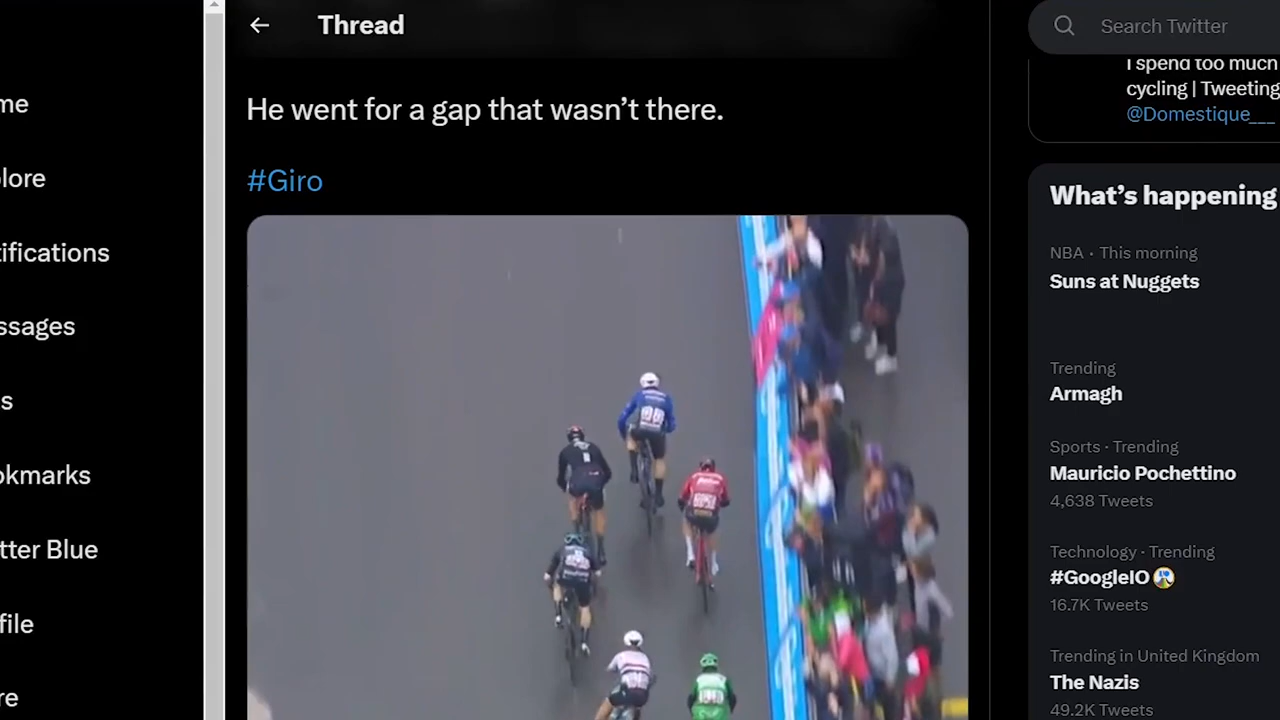 Thread
He went for a gap that wasn’t there.
#Giro
me
lore
ifications
ssages
s
okmarks
tter Blue
file
re
Search Twitter
I spend too much
cycling | Tweeting
@Domestique___
What’s happening
NBA · This morning
Suns at Nuggets
Trending
Armagh
Sports · Trending
Mauricio Pochettino
4,638 Tweets
Technology · Trending
#GoogleIO
16.7K Tweets
Trending in United Kingdom
The Nazis
49.2K Tweets